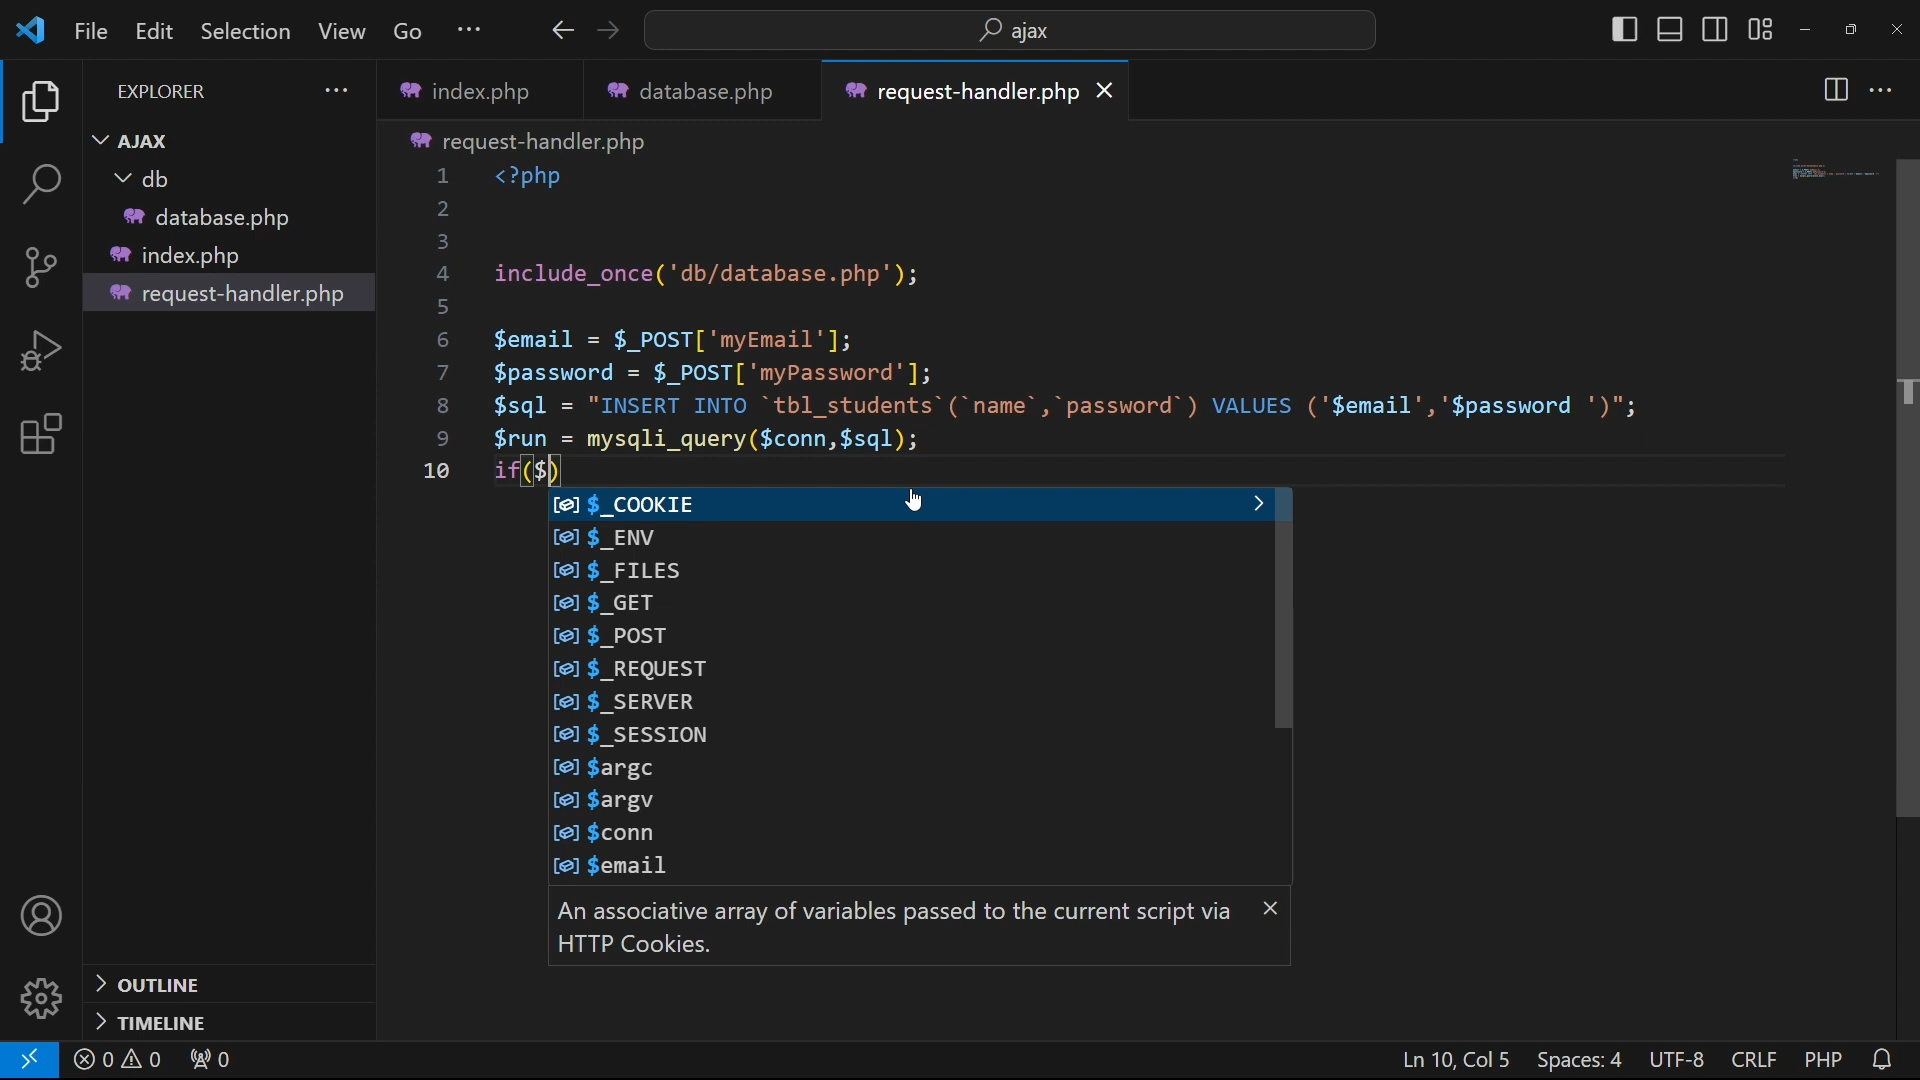 File Edit Selection View Go ··· ajax
EXPLORER ···
AJAX
db
database.php
index.php
request-handler.php
OUTLINE
TIMELINE
index.php database.php request-handler.php
request-handler.php
1 <?php
2
3
4 include_once('db/database.php');
5
6 $email = $_POST['myEmail'];
7 $password = $_POST['myPassword'];
8 $sql = "INSERT INTO `tbl_students`(`name`,`password`) VALUES ('$email','$password ')";
9 $run = mysqli_query($conn,$sql);
10 if($)
$_COOKIE
$_ENV
$_FILES
$_GET
$_POST
$_REQUEST
$_SERVER
$_SESSION
$argc
$argv
$conn
$email
An associative array of variables passed to the current script via
HTTP Cookies.
0 0 0 Ln 10, Col 5 Spaces: 4 UTF-8 CRLF PHP